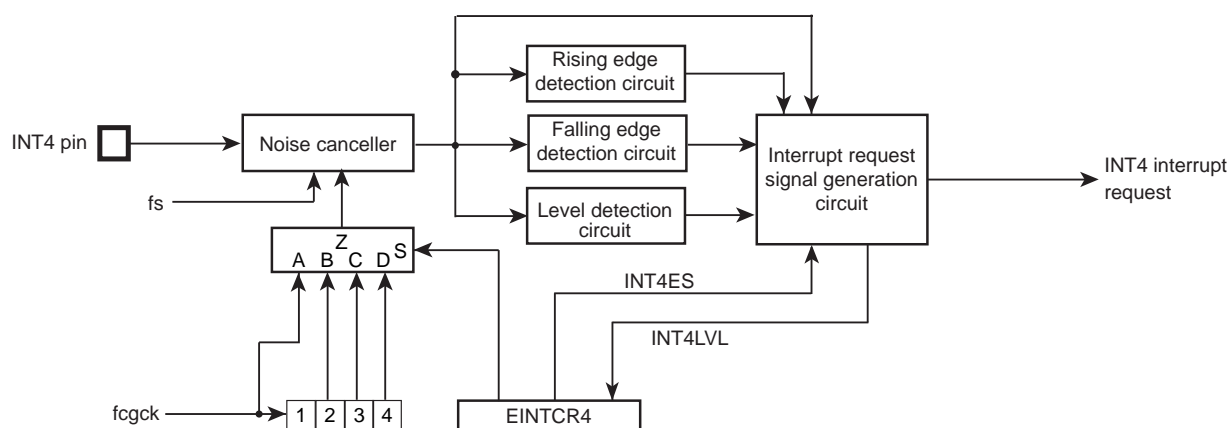 Rising edge
detection circuit
INT4 pin
Noise canceller
Falling edge
detection circuit
Interrupt request
signal generation
circuit
INT4 interrupt
request
fs
Level detection
circuit
Z
S
A B C D
INT4ES
INT4LVL
fcgck
1 2 3 4
EINTCR4